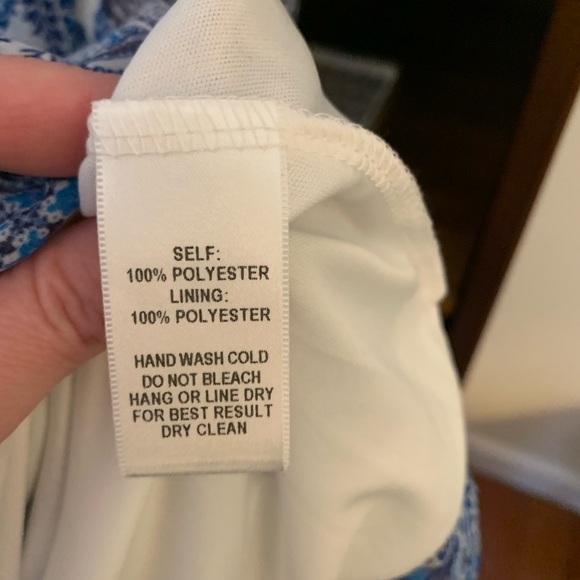 SELF:
100% POLYESTER
LINING:
100% POLYESTER
HAND WASH COLD
DO NOT BLEACH
HANG OR LINE DRY
FOR BEST RESULT
DRY CLEAN